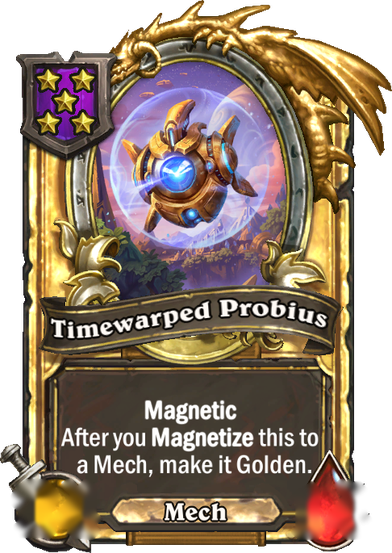 Timewarped Probius
Magnetic
After you Magnetize this to
a Mech, make it Golden.
Mech